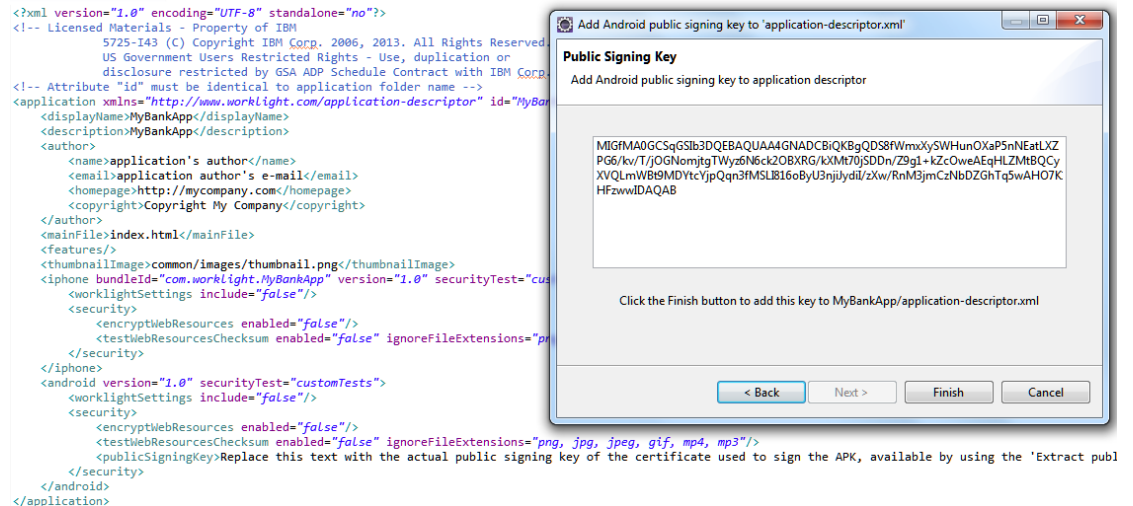 <?xml version="1.0" encoding="UTF-8" standalone="no"?>
<!-- Licensed Materials - Property of IBM
5725-I43 (C) Copyright IBM Corp. 2006, 2013. All Rights Reserved.
US Government Users Restricted Rights - Use, duplication or
disclosure restricted by GSA ADP Schedule Contract with IBM Corp.
<!-- Attribute "id" must be identical to application folder name -->
<application xmlns="http://www.worklight.com/application-descriptor" id="MyBan
<displayName>MyBankApp</displayName>
<description>MyBankApp</description>
<author>
<name>application's author</name>
<email>application author's e-mail</email>
<homepage>http://mycompany.com</homepage>
<copyright>Copyright My Company</copyright>
</author>
<mainFile>index.html</mainFile>
<features/>
<thumbnailImage>common/images/thumbnail.png</thumbnailImage>
<iphone bundleId="com.worklight.MyBankApp" version="1.0" securityTest="cus
<worklightSettings include="false"/>
<security>
<encryptWebResources enabled="false"/>
<testWebResourcesChecksum enabled="false" ignoreFileExtensions="pn
</security>
</iphone>
<android version="1.0" securityTest="customTests">
<worklightSettings include="false"/>
<security>
<encryptWebResources enabled="false"/>
<testWebResourcesChecksum enabled="false" ignoreFileExtensions="png, jpg, jpeg, gif, mp4, mp3"/>
<publicSigningKey>Replace this text with the actual public signing key of the certificate used to sign the APK, available by using the 'Extract publ
</security>
</android>
</application>
Add Android public signing key to 'application-descriptor.xml'
Public Signing Key
Add Android public signing key to application descriptor
MIGfMA0GCSqGSIb3DQEBAQUAA4GNADCBiQKBgQDS8fWmxXySWHunOXaP5nNEatLXZ
PG6/kv/T/jOGNomjtgTWyz6N6ck2OBXRG/kXMt70jSDDn/Z9g1+kZcOweAEqHLZMtBQCy
XVQLmWBt9MDYtcYjpQqn3fMSLI816oByU3njiUydiI/zXw/RnM3jmCzNbDZGhTq5wAHO7K
HFzwwIDAQAB
Click the Finish button to add this key to MyBankApp/application-descriptor.xml
< Back
Next >
Finish
Cancel